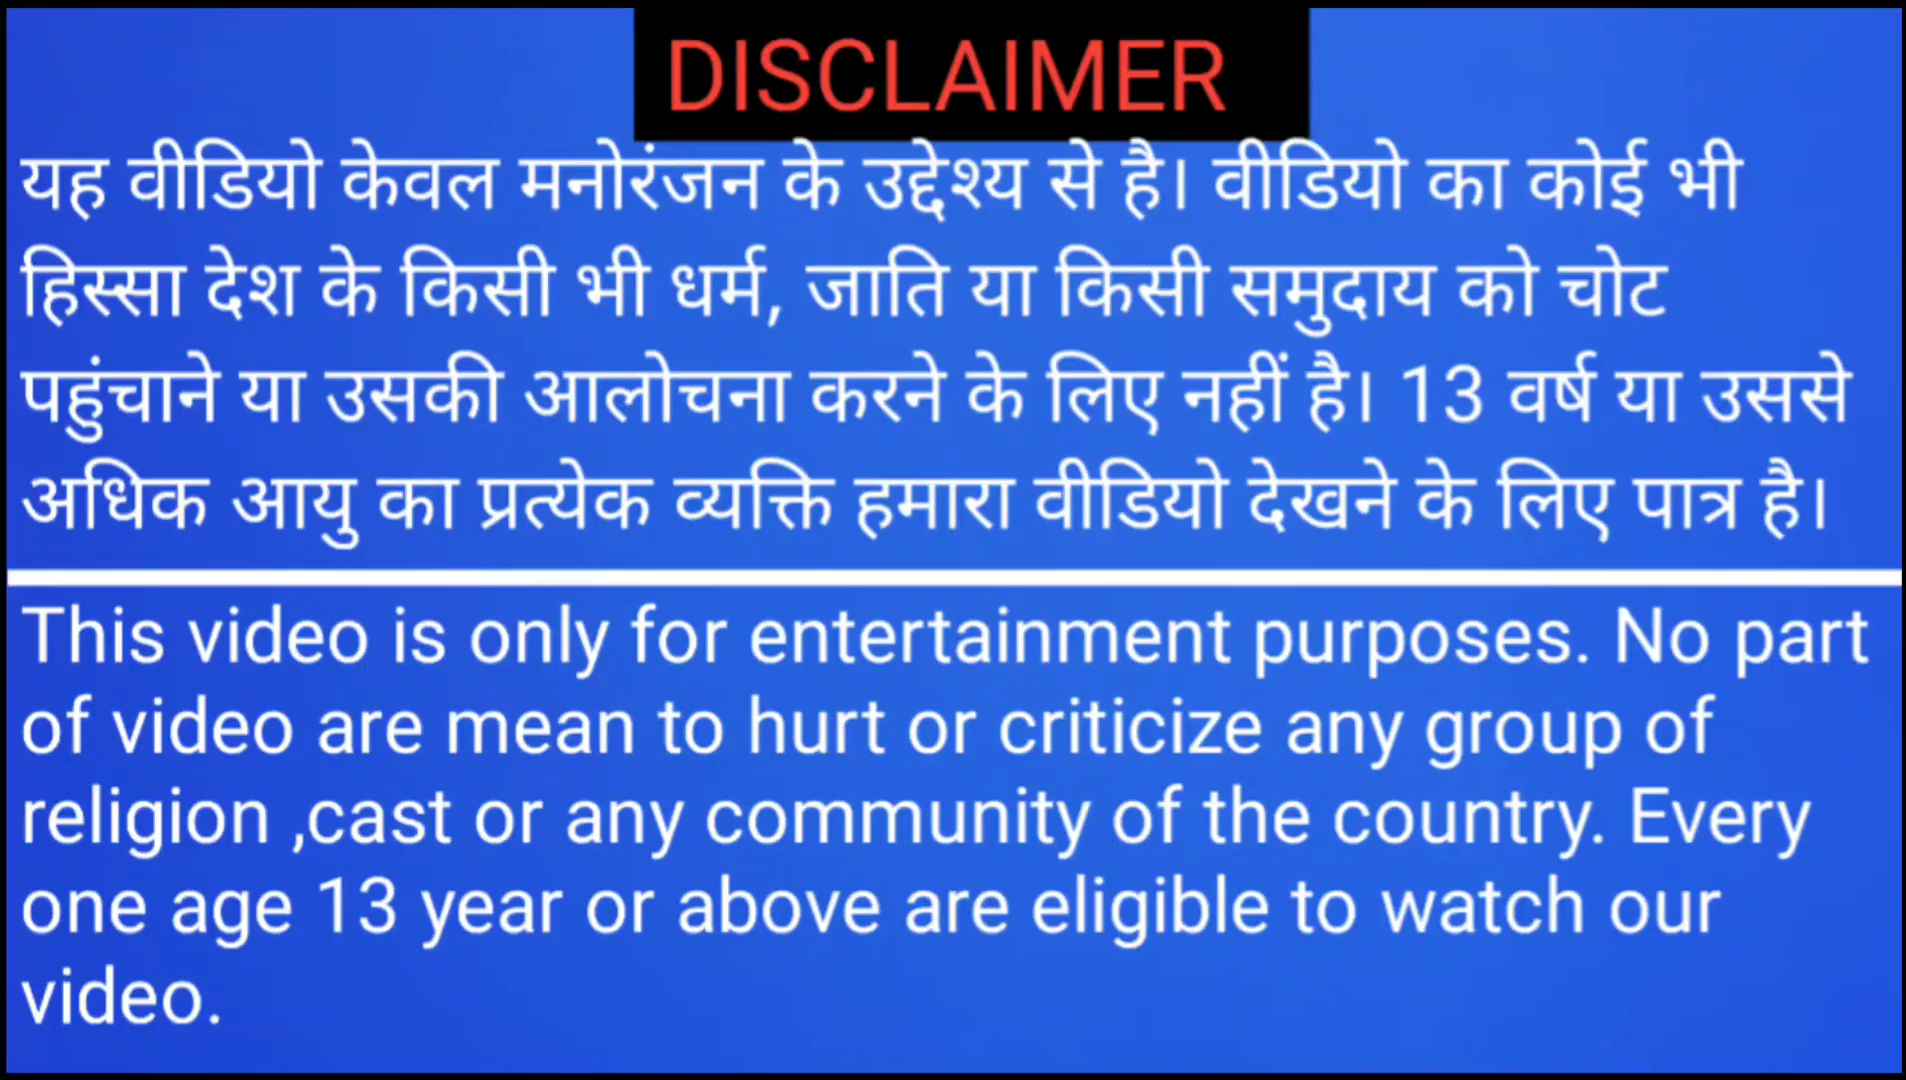 DISCLAIMER
यह वीडियो केवल मनोरंजन के उद्देश्य से है। वीडियो का कोई भी
हिस्सा देश के किसी भी धर्म, जाति या किसी समुदाय को चोट
पहुंचाने या उसकी आलोचना करने के लिए नहीं है। 13 वर्ष या उससे
अधिक आयु का प्रत्येक व्यक्ति हमारा वीडियो देखने के लिए पात्र है।
This video is only for entertainment purposes. No part
of video are mean to hurt or criticize any group of
religion ,cast or any community of the country. Every
one age 13 year or above are eligible to watch our
video.